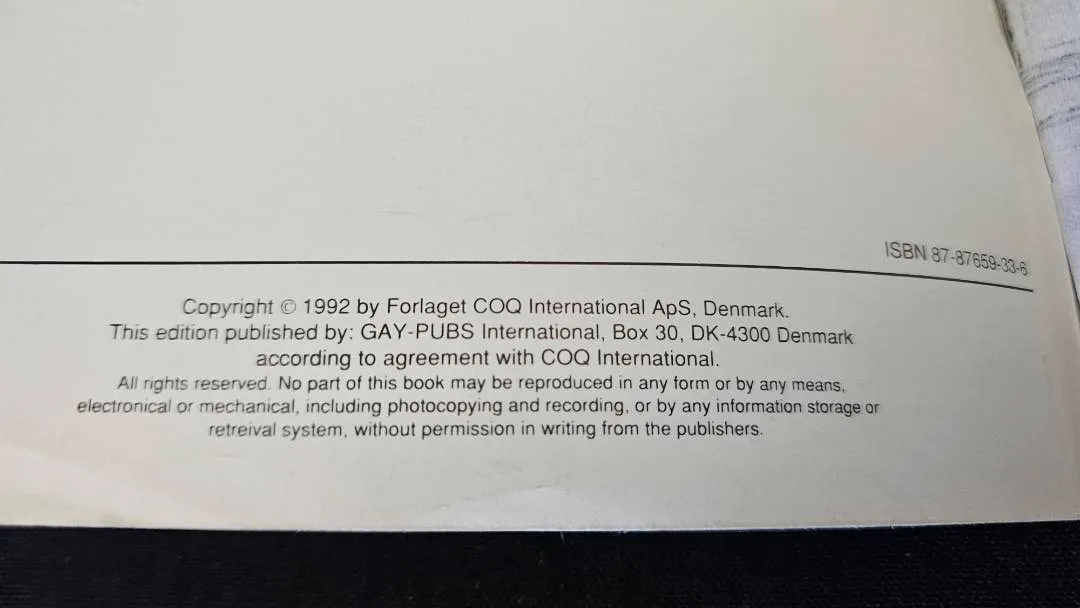 ISBN 87-87659-33-6
Copyright © 1992 by Forlaget COQ International ApS, Denmark.
This edition published by: GAY-PUBS International, Box 30, DK-4300 Denmark
according to agreement with COQ International.
All rights reserved. No part of this book may be reproduced in any form or by any means,
electronical or mechanical, including photocopying and recording, or by any information storage or
retreival system, without permission in writing from the publishers.